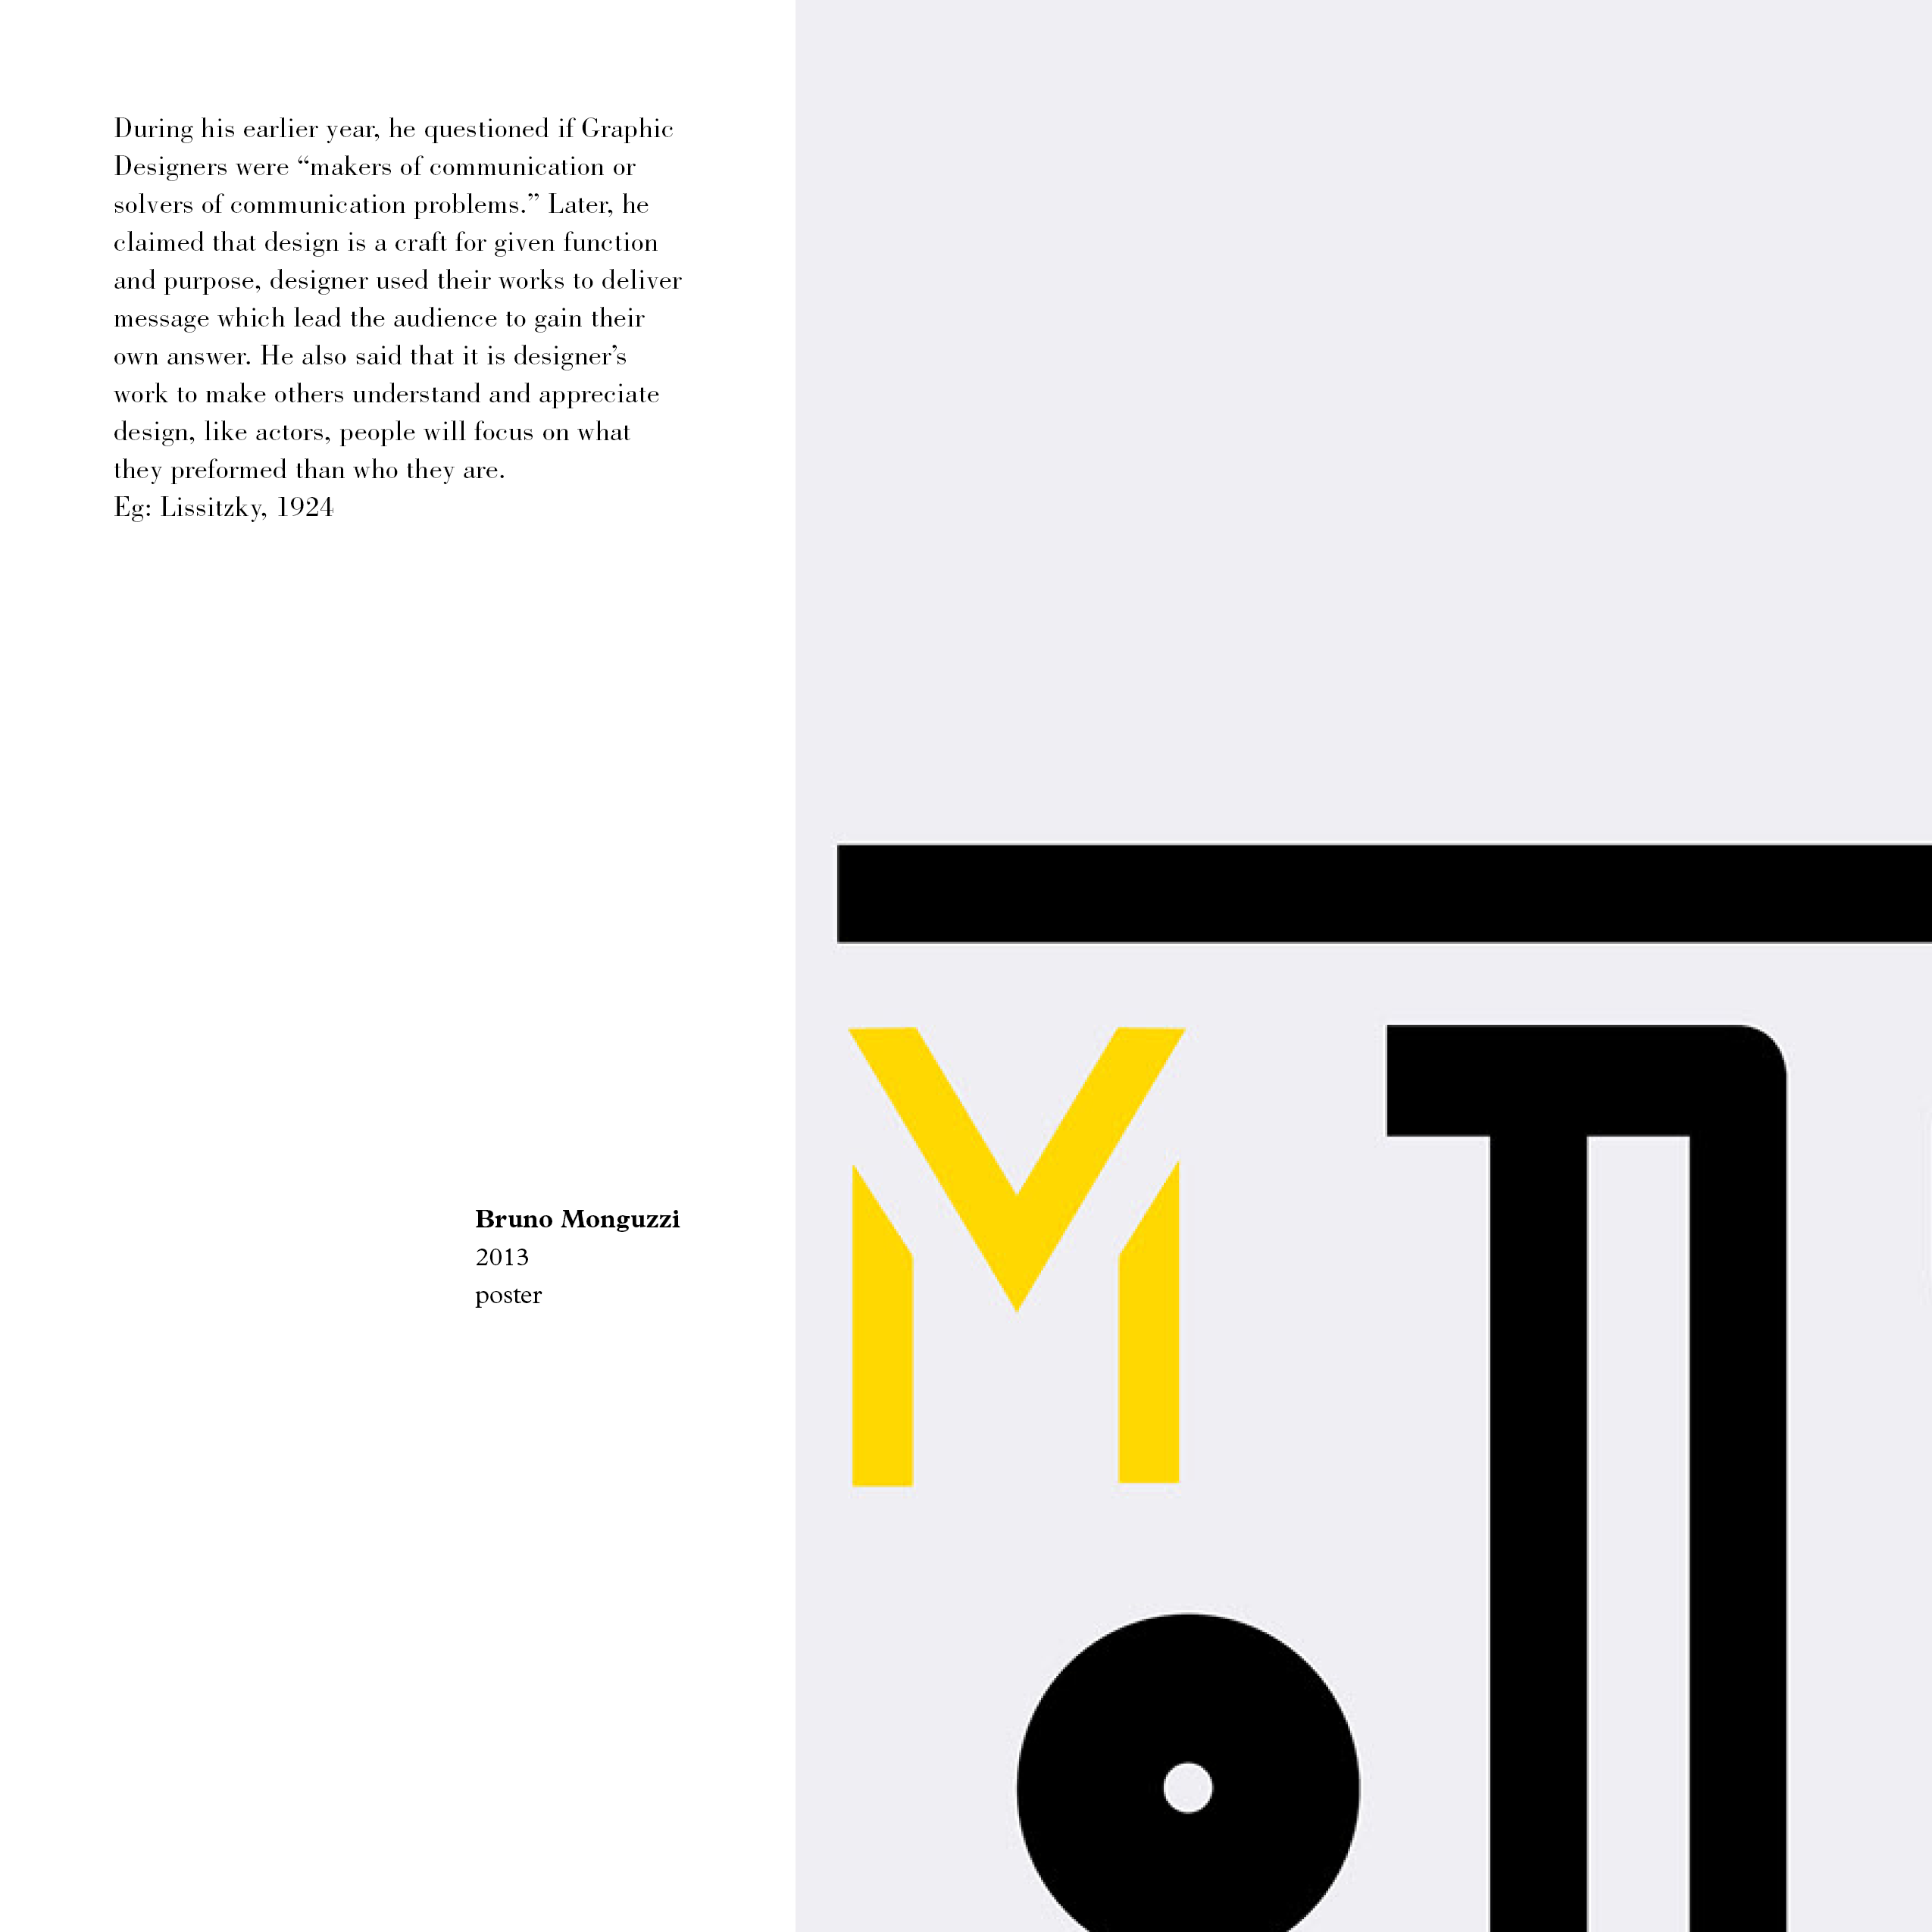 During his earlier year, he questioned if Graphic
Designers were “makers of communication or
solvers of communication problems.” Later, he
claimed that design is a craft for given function
and purpose, designer used their works to deliver
message which lead the audience to gain their
own answer. He also said that it is designer’s
work to make others understand and appreciate
design, like actors, people will focus on what
they preformed than who they are.
Eg: Lissitzky, 1924
Bruno Monguzzi
2013
poster
M